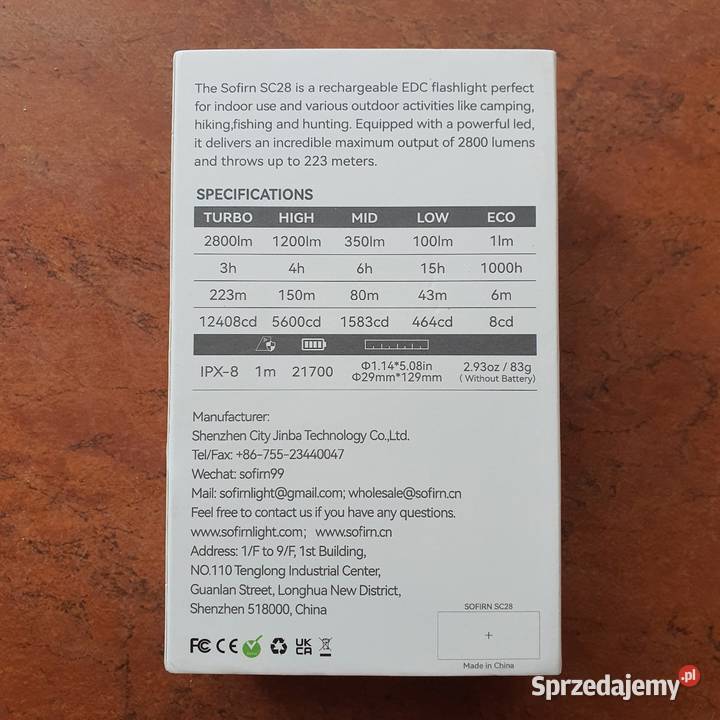 The Sofirn SC28 is a rechargeable EDC flashlight perfect
for indoor use and various outdoor activities like camping,
hiking,fishing and hunting. Equipped with a powerful led,
it delivers an incredible maximum output of 2800 lumens
and throws up to 223 meters.
SPECIFICATIONS
TURBO HIGH MID LOW ECO
2800lm 1200lm 350lm 100lm 1lm
3h 4h 6h 15h 1000h
223m 150m 80m 43m 6m
12408cd 5600cd 1583cd 464cd 8cd
IPX-8 1m 21700 Φ1.14*5.08in 2.93oz / 83g
Φ29mm*129mm ( Without Battery)
Manufacturer:
Shenzhen City Jinba Technology Co.,Ltd.
Tel/Fax: +86-755-23440047
Wechat: sofirn99
Mail: sofirnlight@gmail.com; wholesale@sofirn.cn
Feel free to contact us if you have any questions.
www.sofirnlight.com; www.sofirn.cn
Address: 1/F to 9/F, 1st Building,
NO.110 Tenglong Industrial Center,
Guanlan Street, Longhua New District,
Shenzhen 518000, China
FC CE UK CA
SOFIRN SC28
Made in China
Sprzedajemy.pl